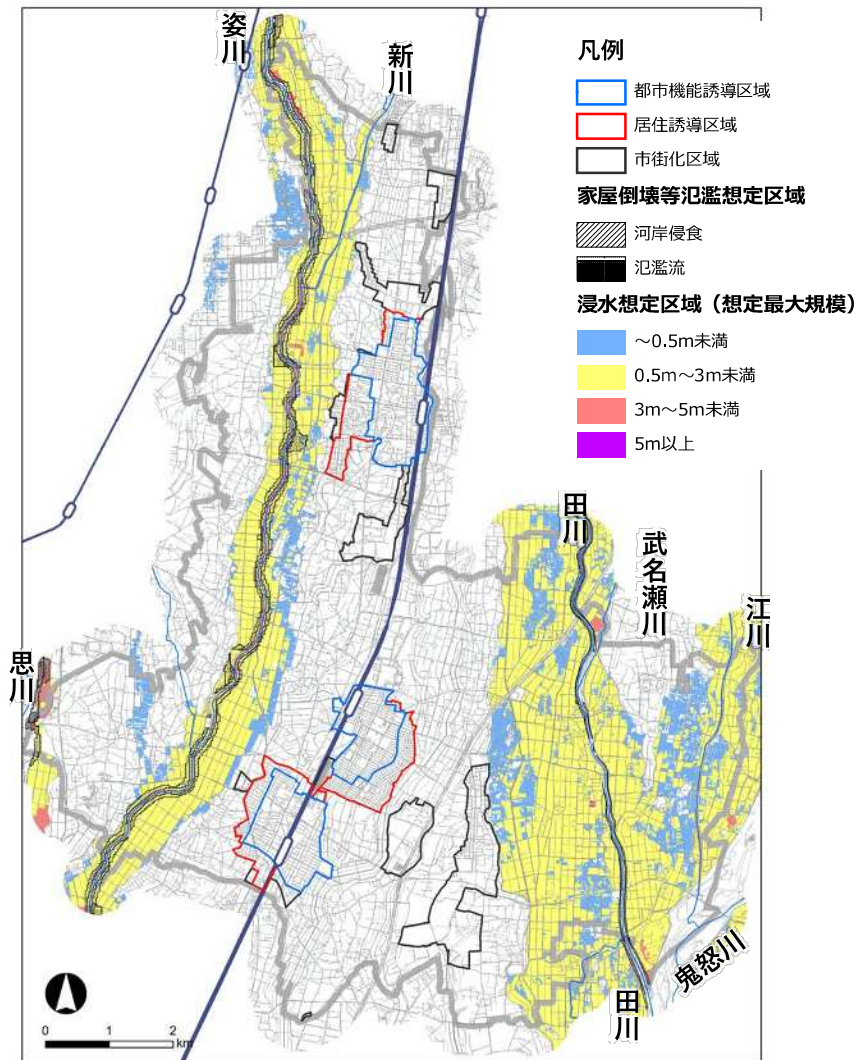 姿川
新川
凡例
都市機能誘導区域
居住誘導区域
市街化区域
家屋倒壊等氾濫想定区域
河岸侵食
氾濫流
浸水想定区域（想定最大規模）
～0.5m未満
0.5m～3m未満
3m～5m未満
5m以上
田川
武名瀬川
江川
思川
鬼怒川
田川
0 1 2
km